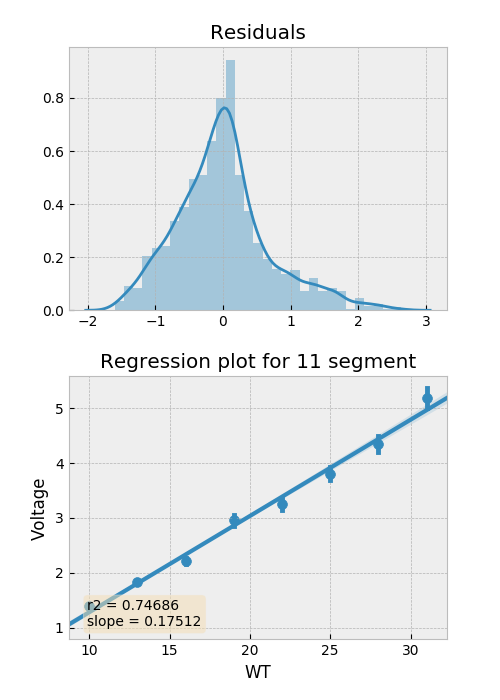 Residuals
0.8
0.6
0.4
0.2
0.0
−2 −1 0 1 2 3
Regression plot for 11 segment
5
4
3
2
1
Voltage
r2 = 0.74686
slope = 0.17512
10 15 20 25 30
WT